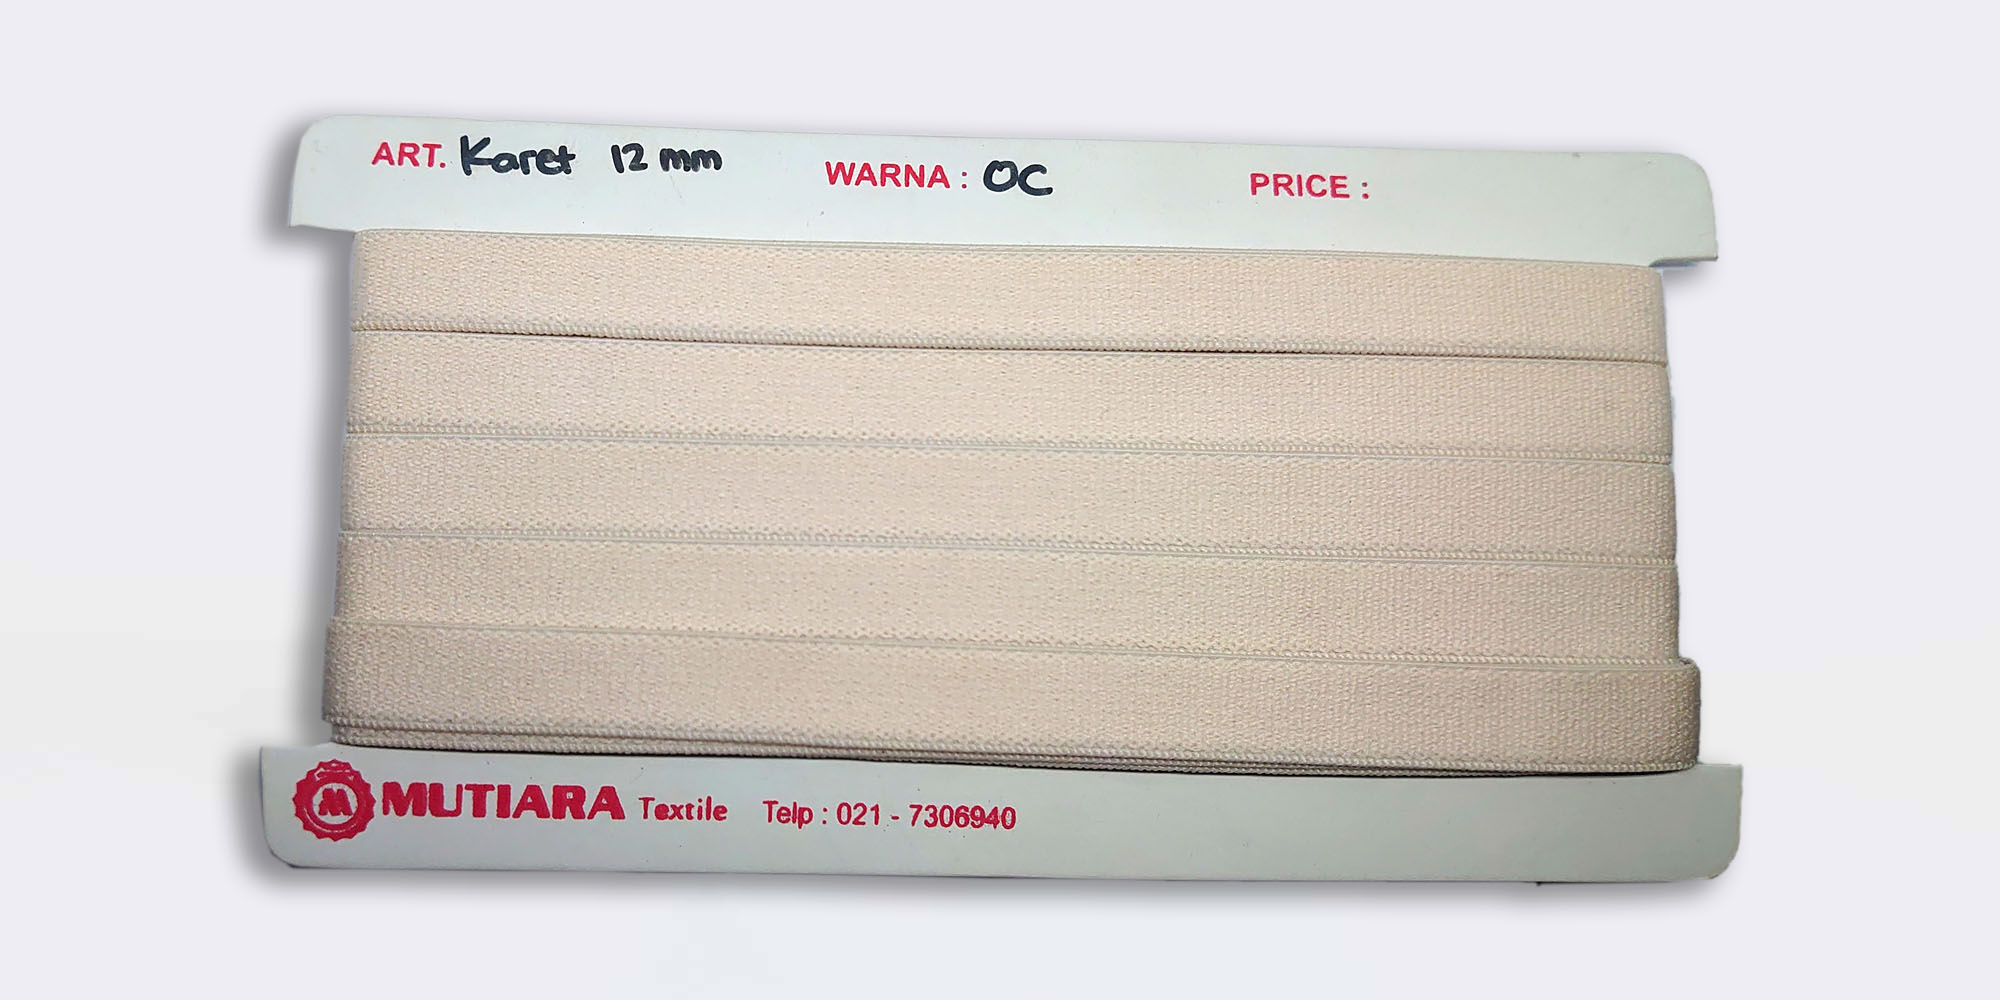 ART. Karet 12 mm WARNA : OC PRICE :
M MUTIARA Textile Telp : 021 - 7306940